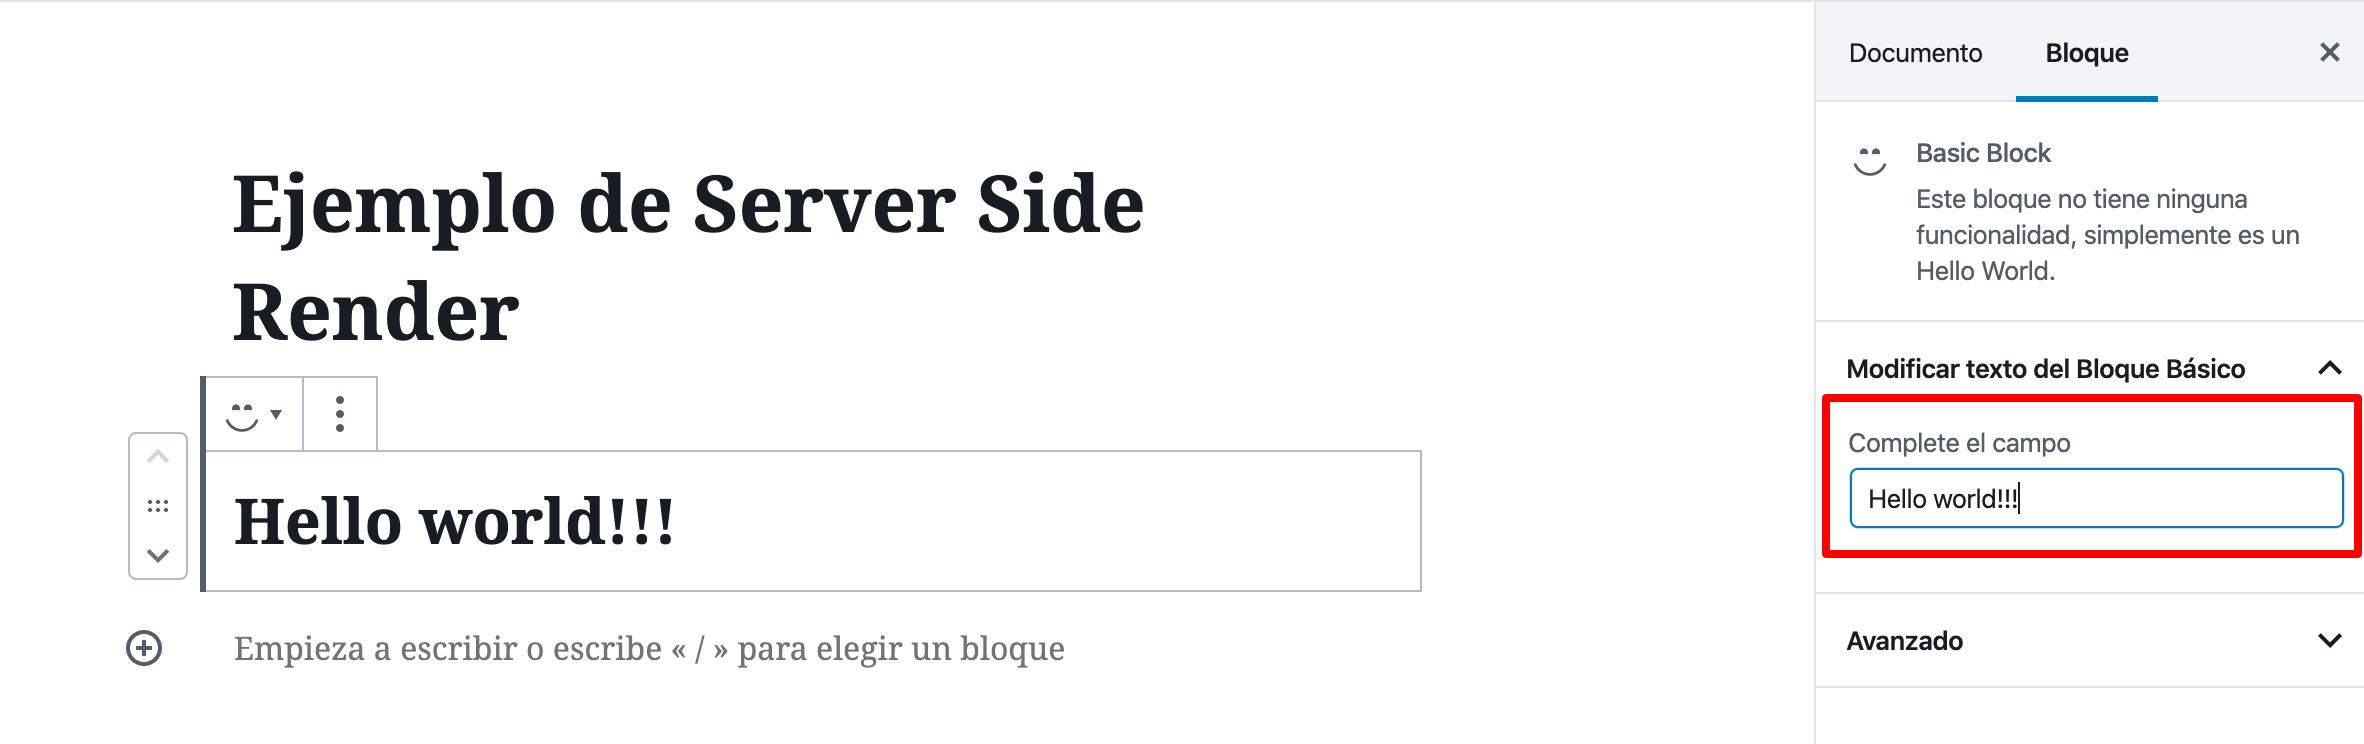 Ejemplo de Server Side
Render
Hello world!!!
Empieza a escribir o escribe « / » para elegir un bloque
Documento
Bloque
Basic Block
Este bloque no tiene ninguna
funcionalidad, simplemente es un
Hello World.
Modificar texto del Bloque Básico
Complete el campo
Hello world!!!
Avanzado